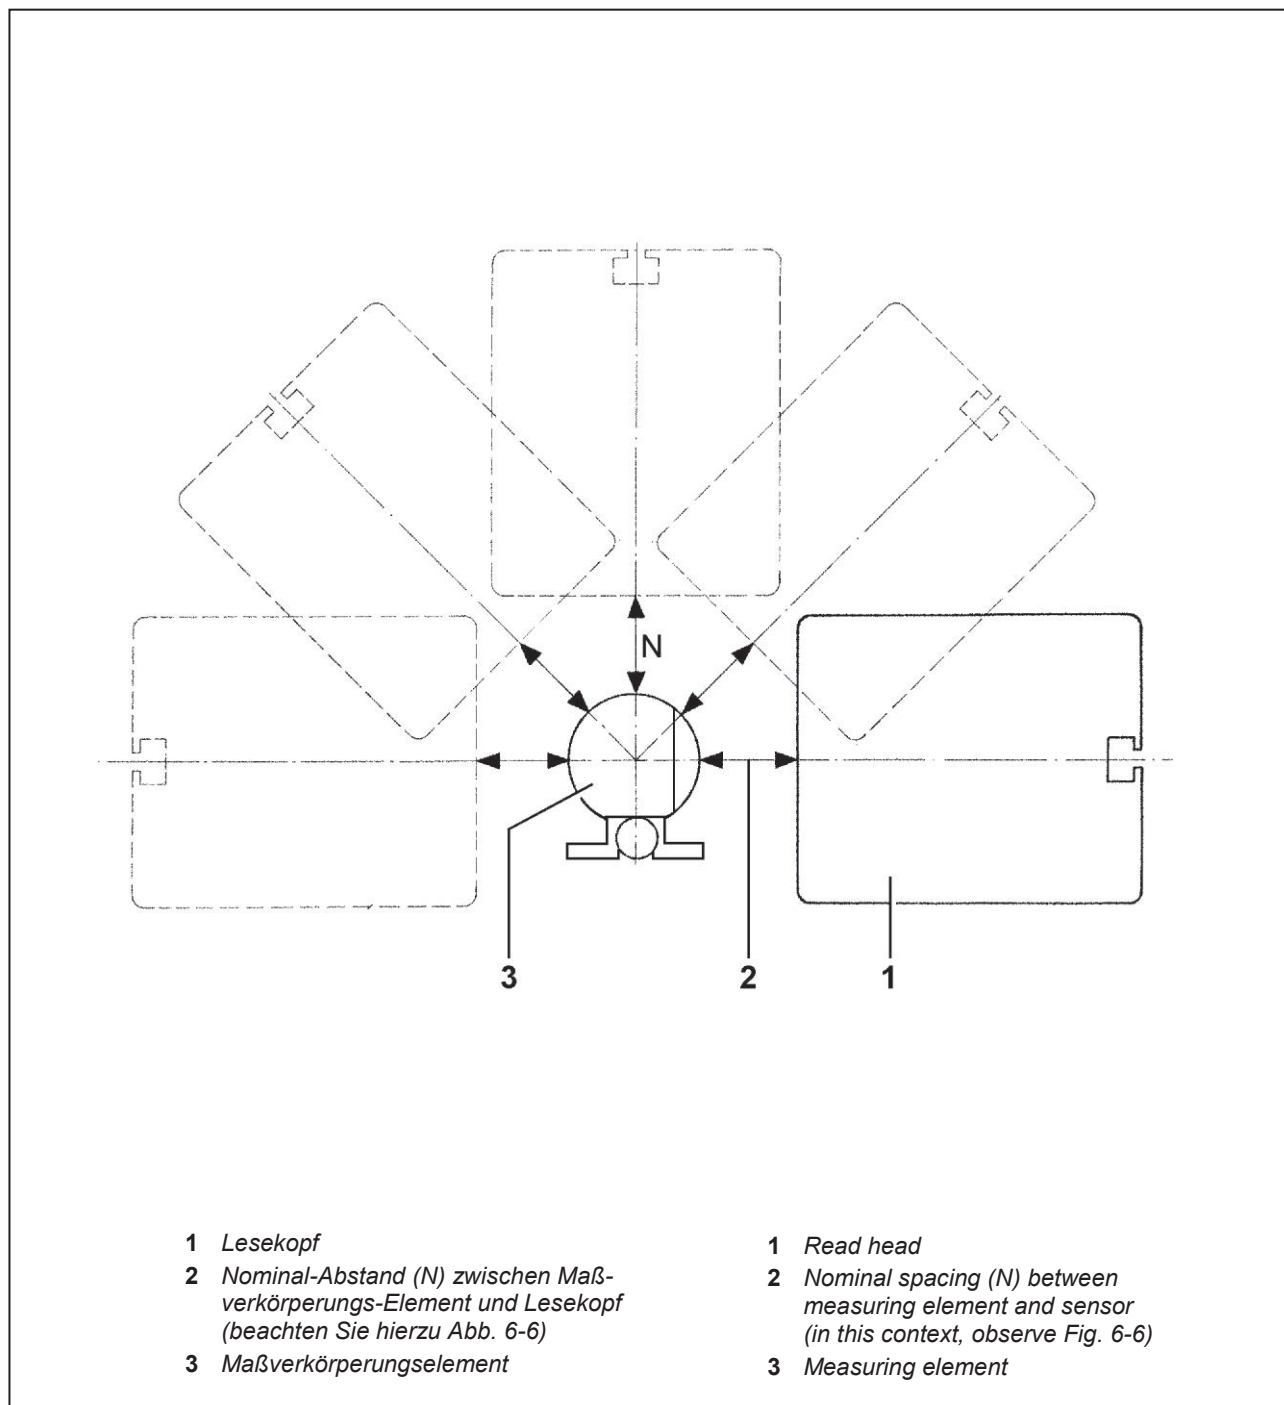 N
3
2
1
1 Lesekopf
2 Nominal-Abstand (N) zwischen Maß-
verkörperungs-Element und Lesekopf
(beachten Sie hierzu Abb. 6-6)
3 Maßverkörperungselement
1 Read head
2 Nominal spacing (N) between
measuring element and sensor
(in this context, observe Fig. 6-6)
3 Measuring element